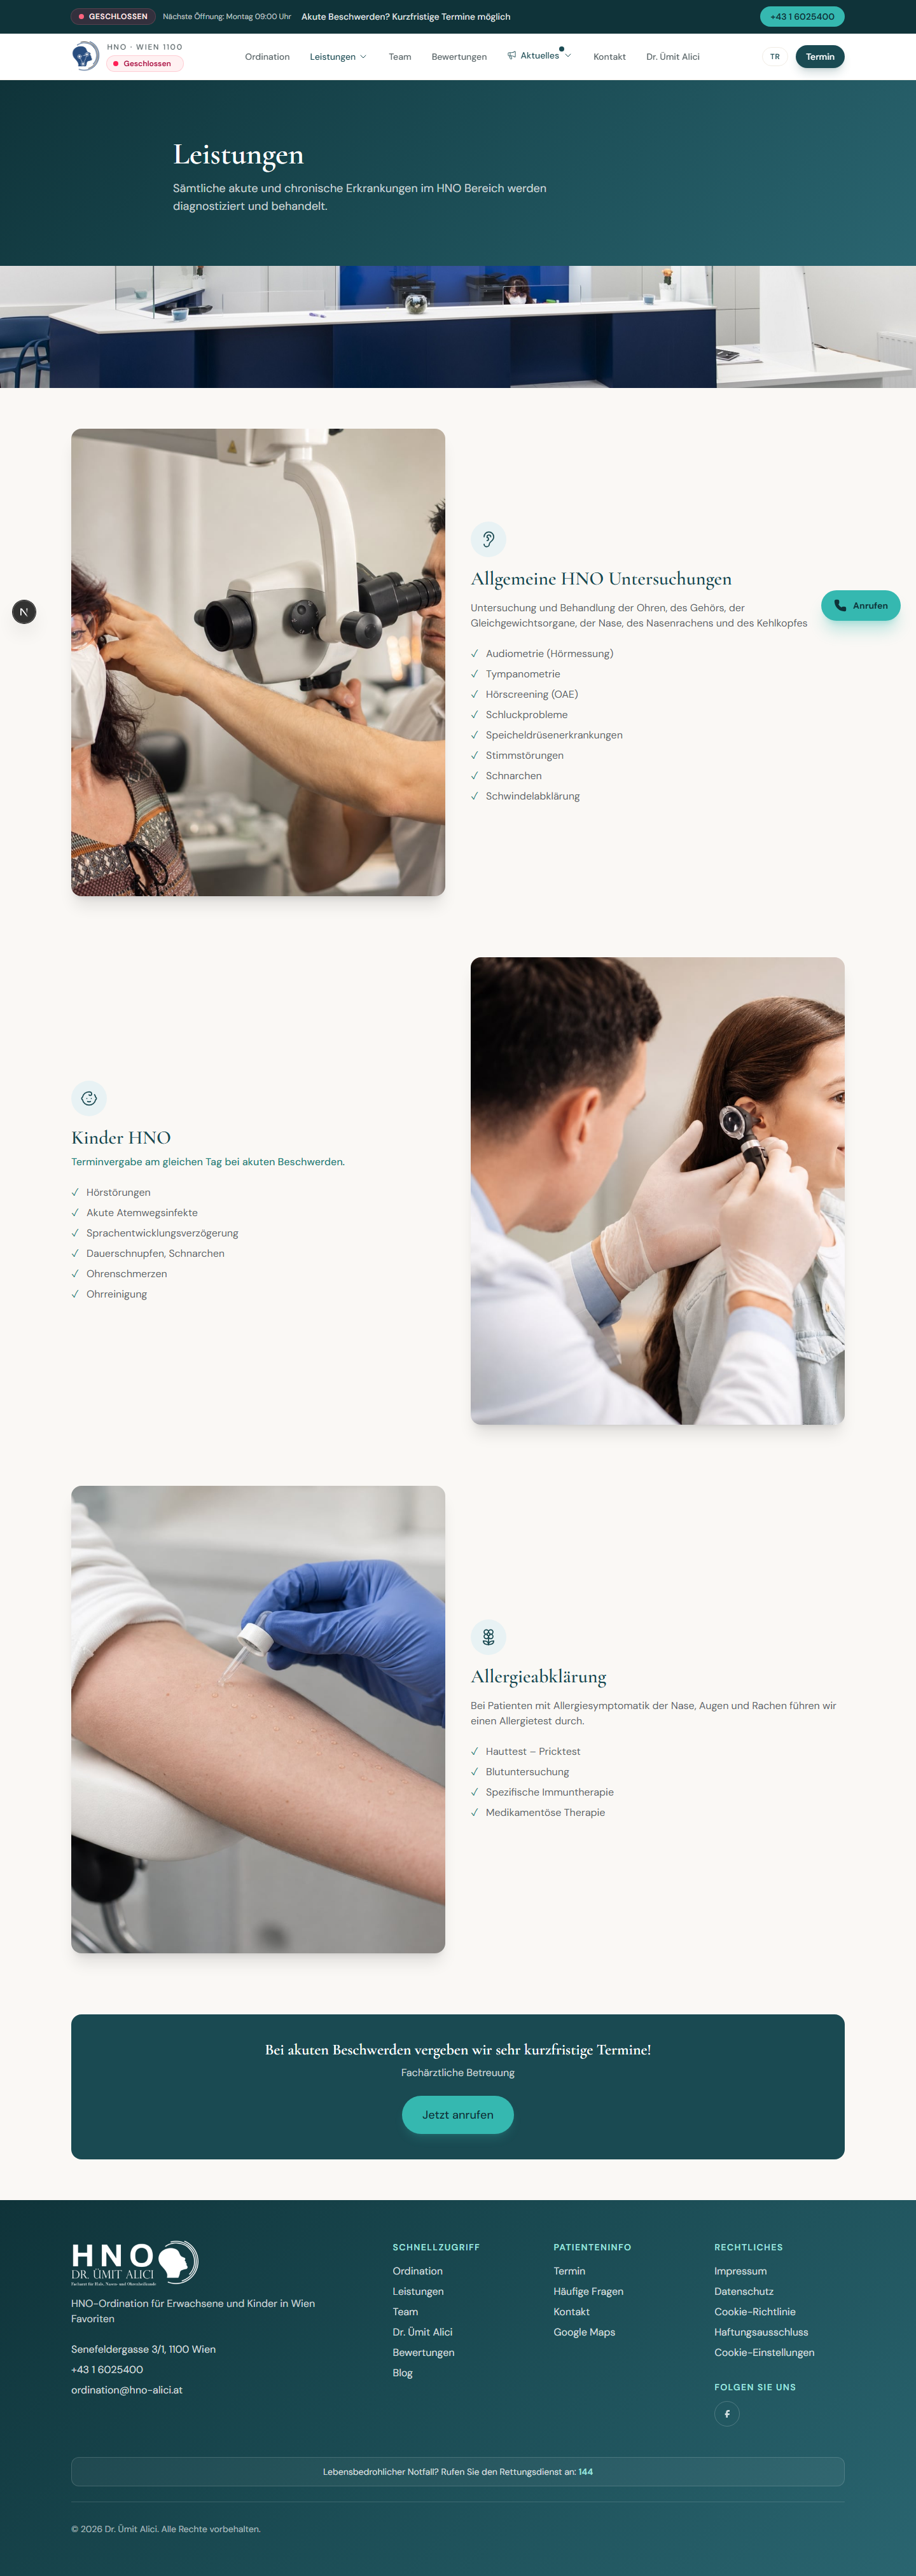 GESCHLOSSEN
Nächste Öffnung: Montag 09:00 Uhr
Akute Beschwerden? Kurzfristige Termine möglich
+43 1 6025400
HNO · WIEN 1100
Geschlossen
Ordination
Leistungen
Team
Bewertungen
Aktuelles
Kontakt
Dr. Ümit Alici
TR
Termin
Leistungen
Sämtliche akute und chronische Erkrankungen im HNO Bereich werden
diagnostiziert und behandelt.
Allgemeine HNO Untersuchungen
Untersuchung und Behandlung der Ohren, des Gehörs, der
Gleichgewichtsorgane, der Nase, des Nasenrachens und des Kehlkopfes
Anrufen
N
Audiometrie (Hörmessung)
Tympanometrie
Hörscreening (OAE)
Schluckprobleme
Speicheldrüsenerkrankungen
Stimmstörungen
Schnarchen
Schwindelabklärung
Kinder HNO
Terminvergabe am gleichen Tag bei akuten Beschwerden.
Hörstörungen
Akute Atemwegsinfekte
Sprachentwicklungsverzögerung
Dauerschnupfen, Schnarchen
Ohrenschmerzen
Ohrreinigung
Allergieabklärung
Bei Patienten mit Allergiesymptomatik der Nase, Augen und Rachen führen wir
einen Allergietest durch.
Hauttest – Pricktest
Blutuntersuchung
Spezifische Immuntherapie
Medikamentöse Therapie
Bei akuten Beschwerden vergeben wir sehr kurzfristige Termine!
Fachärztliche Betreuung
Jetzt anrufen
HNO
DR. ÜMIT ALICI
Facharzt für Hals-, Nasen- und Ohrenheilkunde
HNO-Ordination für Erwachsene und Kinder in Wien
Favoriten
Senefeldergasse 3/1, 1100 Wien
+43 1 6025400
ordination@hno-alici.at
SCHNELLZUGRIFF
Ordination
Leistungen
Team
Dr. Ümit Alici
Bewertungen
Blog
PATIENTENINFO
Termin
Häufige Fragen
Kontakt
Google Maps
RECHTLICHES
Impressum
Datenschutz
Cookie-Richtlinie
Haftungsausschluss
Cookie-Einstellungen
FOLGEN SIE UNS
Lebensbedrohlicher Notfall? Rufen Sie den Rettungsdienst an: 144
© 2026 Dr. Ümit Alici. Alle Rechte vorbehalten.